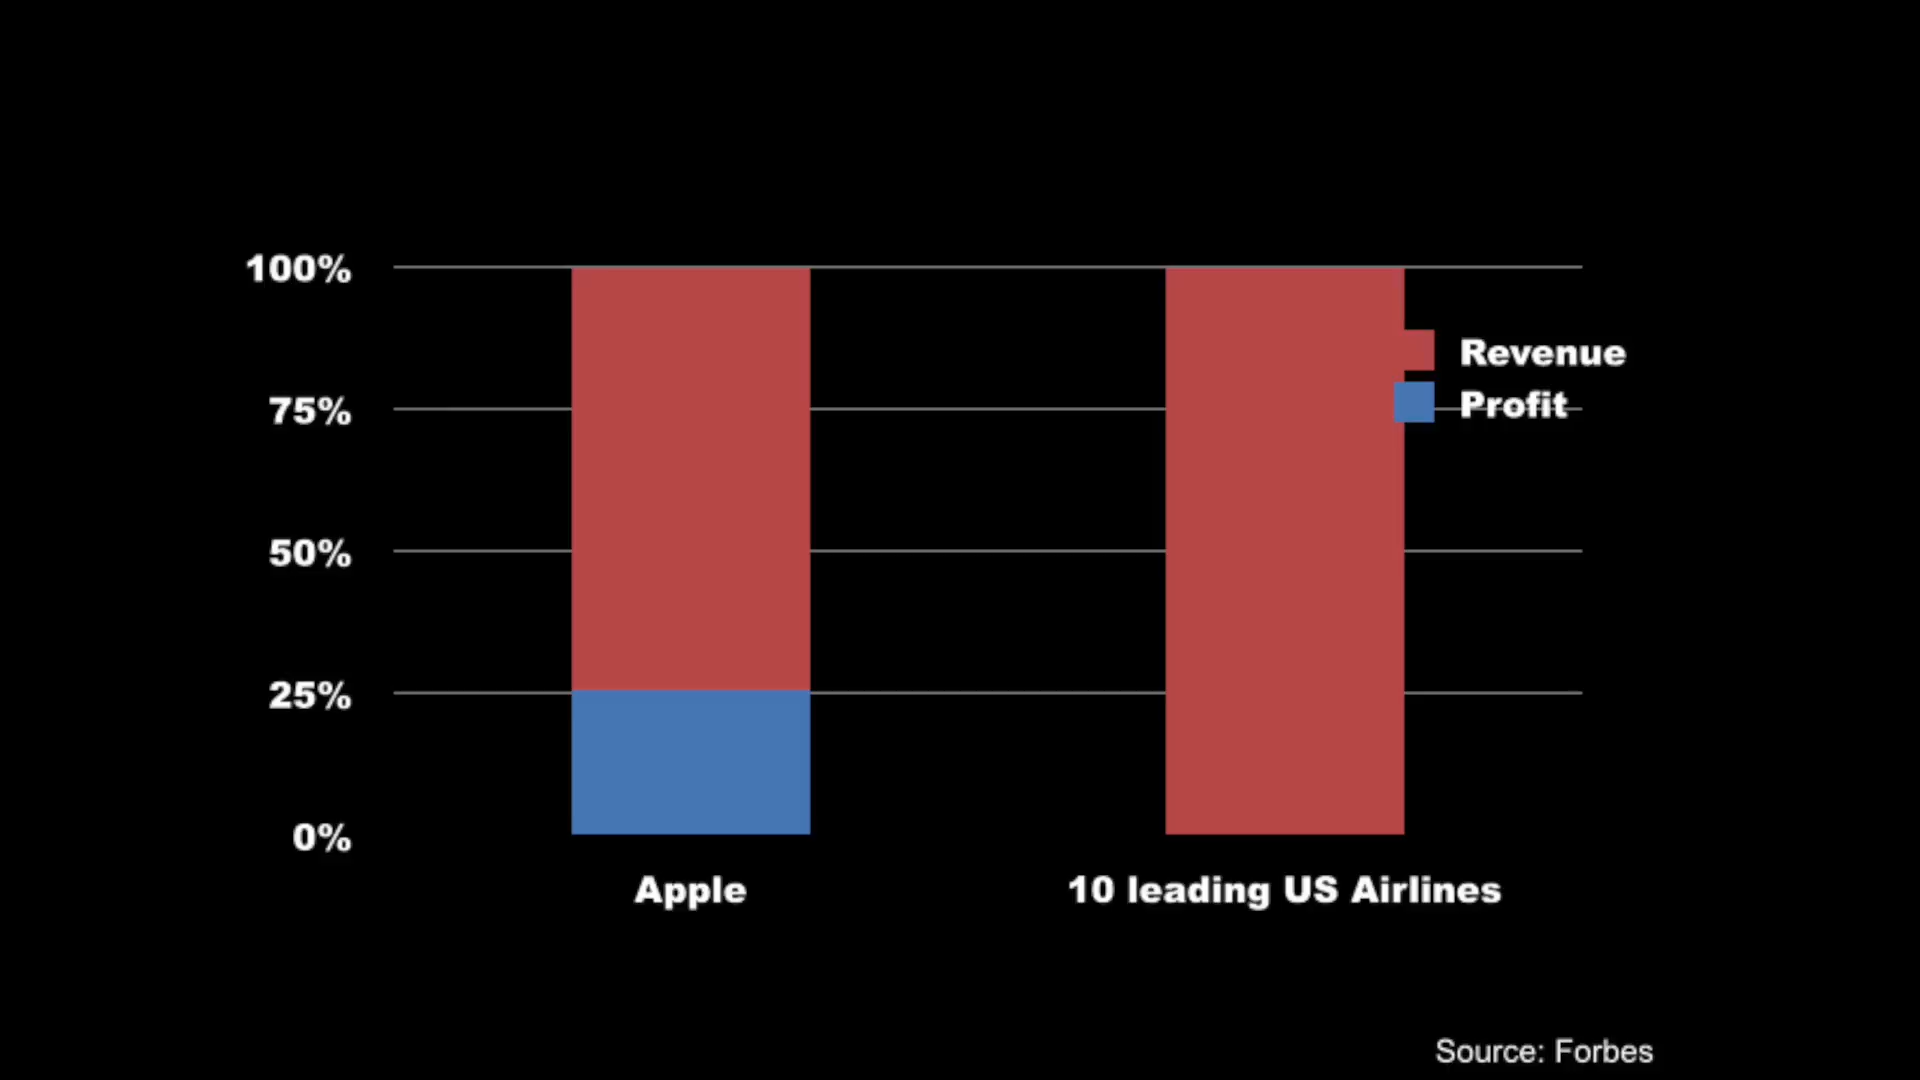 100%
75%
50%
25%
0%
Revenue
Profit
Apple
10 leading US Airlines
Source: Forbes